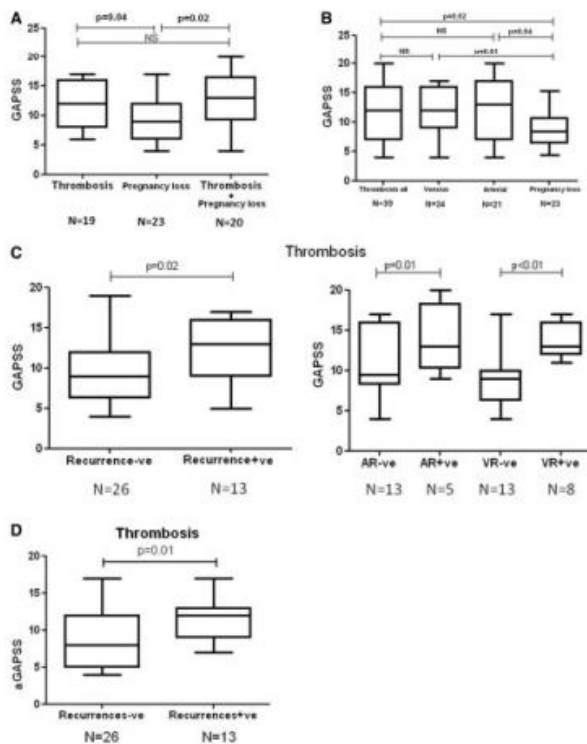 A
p=0.04
p=0.02
NS
GAPSS
20
15
10
5
0
Thrombosis
Pregnancy loss
Thrombosis
+
Pregnancy loss
N=19
N=23
N=20
B
p=0.02
NS
p=0.04
NS
GAPSS
25
20
15
10
5
0
Thrombosis all
Venous
Arterial
Pregnancy loss
N=39
N=24
N=21
N=23
C
Thrombosis
p=0.02
GAPSS
20
15
10
5
0
Recurrence-ve
Recurrence+ve
N=26
N=13
p=0.01
p<0.01
GAPSS
20
15
10
5
0
AR-ve
AR+ve
VR-ve
VR+ve
N=13
N=5
N=13
N=8
D
Thrombosis
p=0.01
aGAPSS
20
15
10
5
0
Recurrences-ve
Recurrences+ve
N=26
N=13